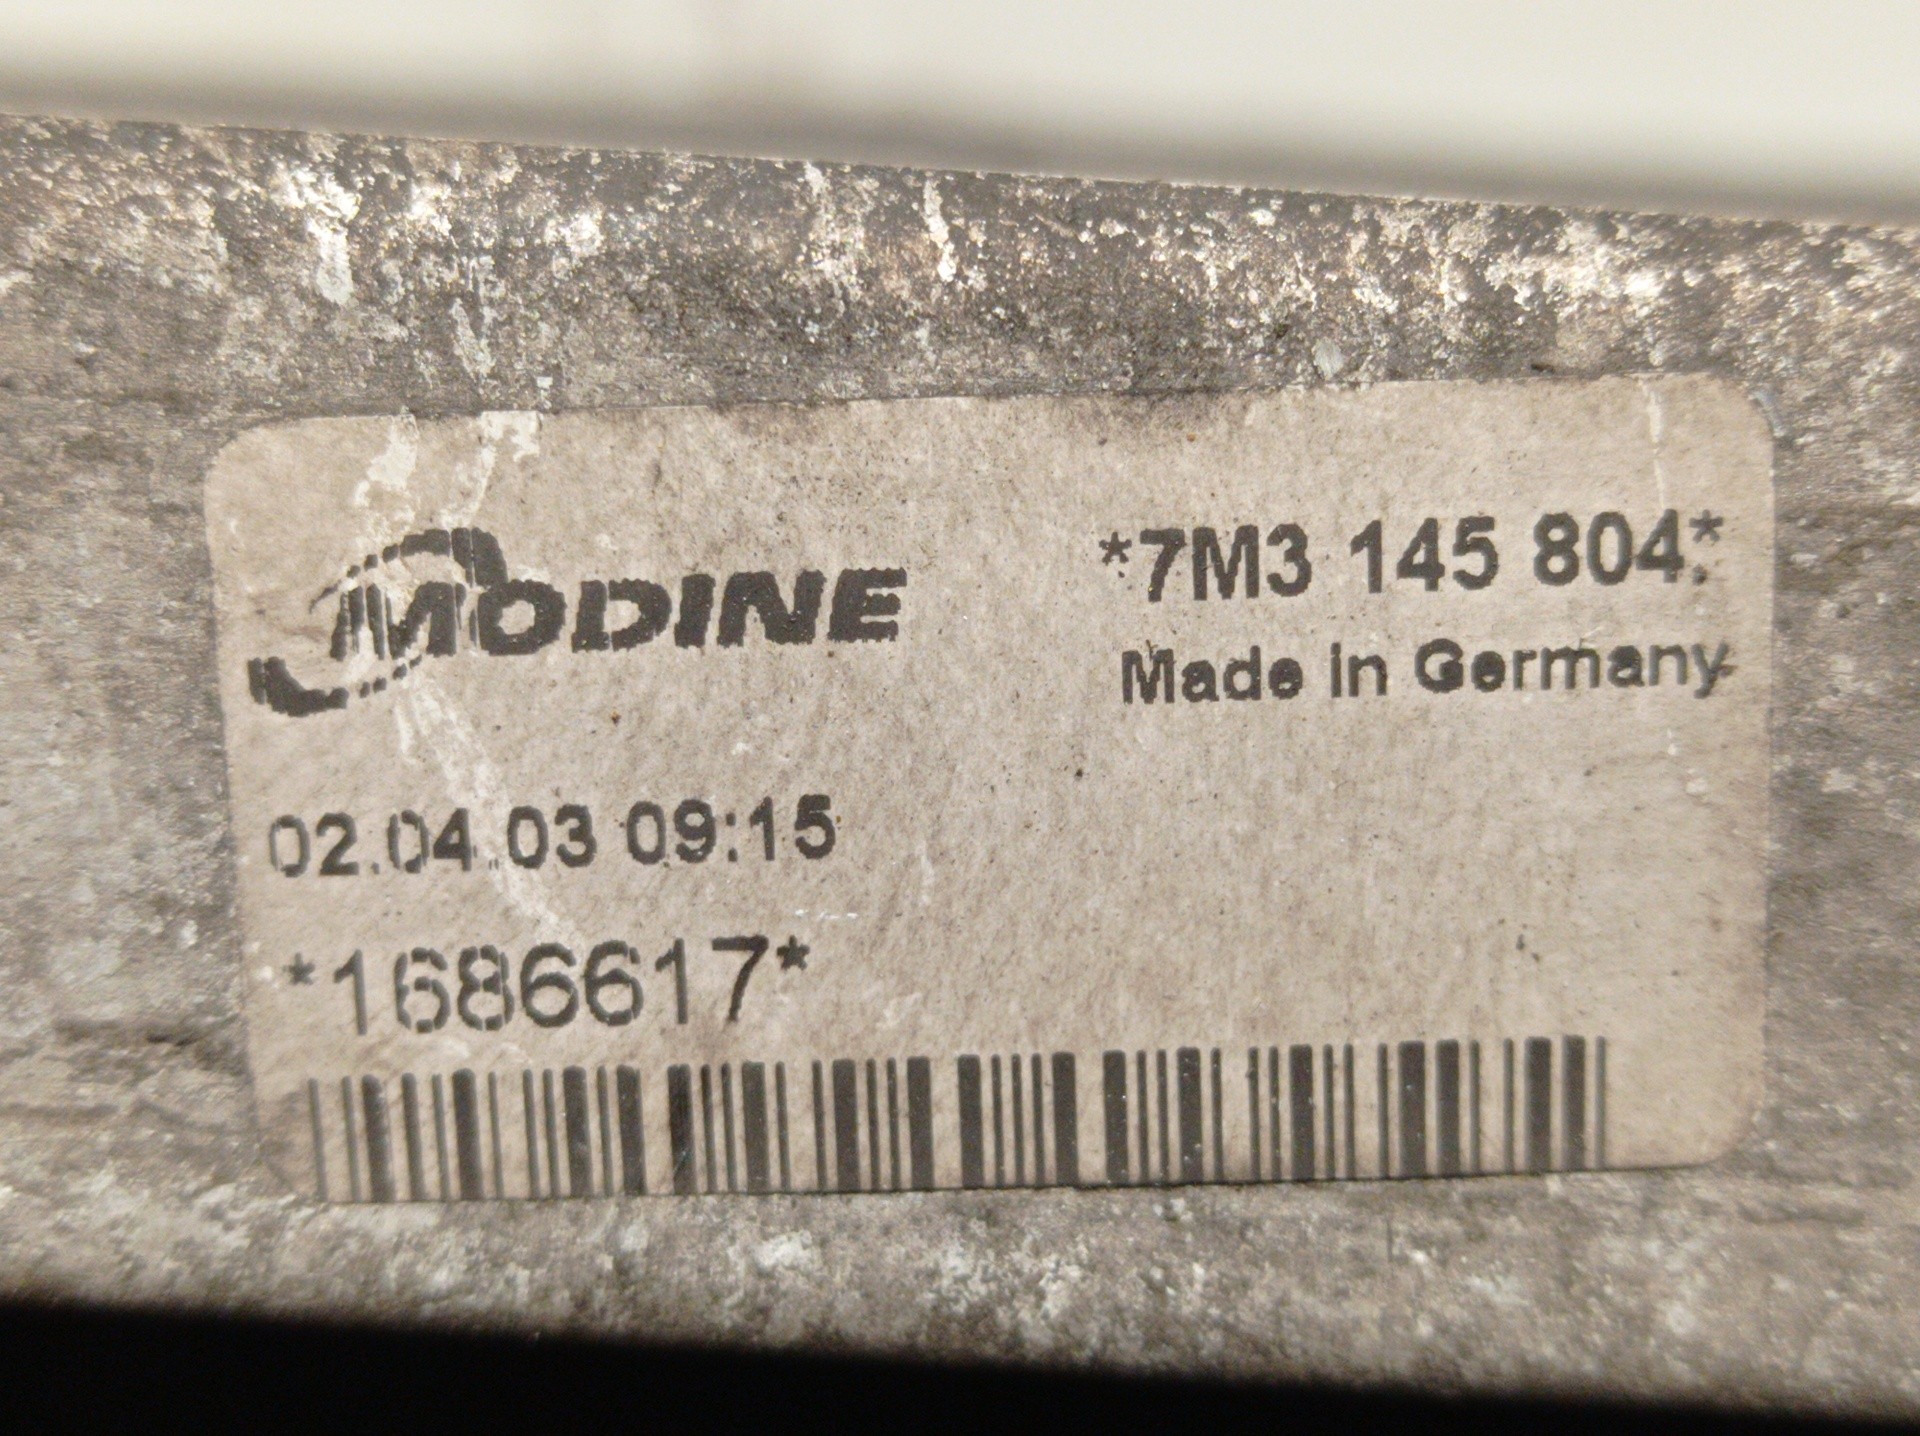 MODINE
*7M3 145 804*
Made in Germany
02.04.03 09:15
*1686617*